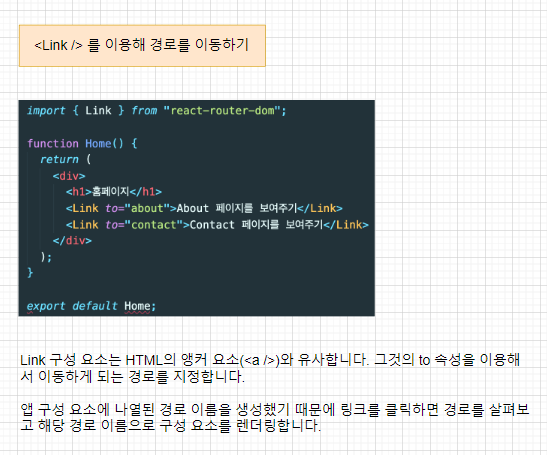 <Link /> 를 이용해 경로를 이동하기
import { Link } from "react-router-dom";
function Home() {
return (
<div>
<h1>홈페이지</h1>
<Link to="about">About 페이지를 보여주기</Link>
<Link to="contact">Contact 페이지를 보여주기</Link>
</div>
);
}
export default Home;
Link 구성 요소는 HTML의 앵커 요소(<a />)와 유사합니다. 그것의 to 속성을 이용해
서 이동하게 되는 경로를 지정합니다.
앱 구성 요소에 나열된 경로 이름을 생성했기 때문에 링크를 클릭하면 경로를 살펴보
고 해당 경로 이름으로 구성 요소를 렌더링합니다.